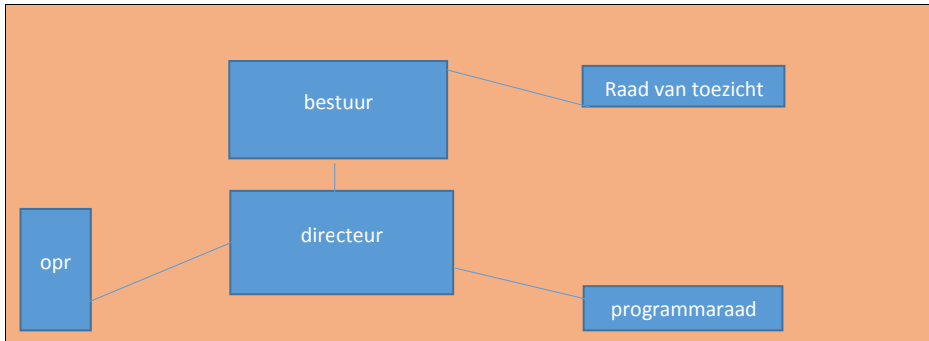 bestuur
Raad van toezicht
directeur
opr
programmaraad